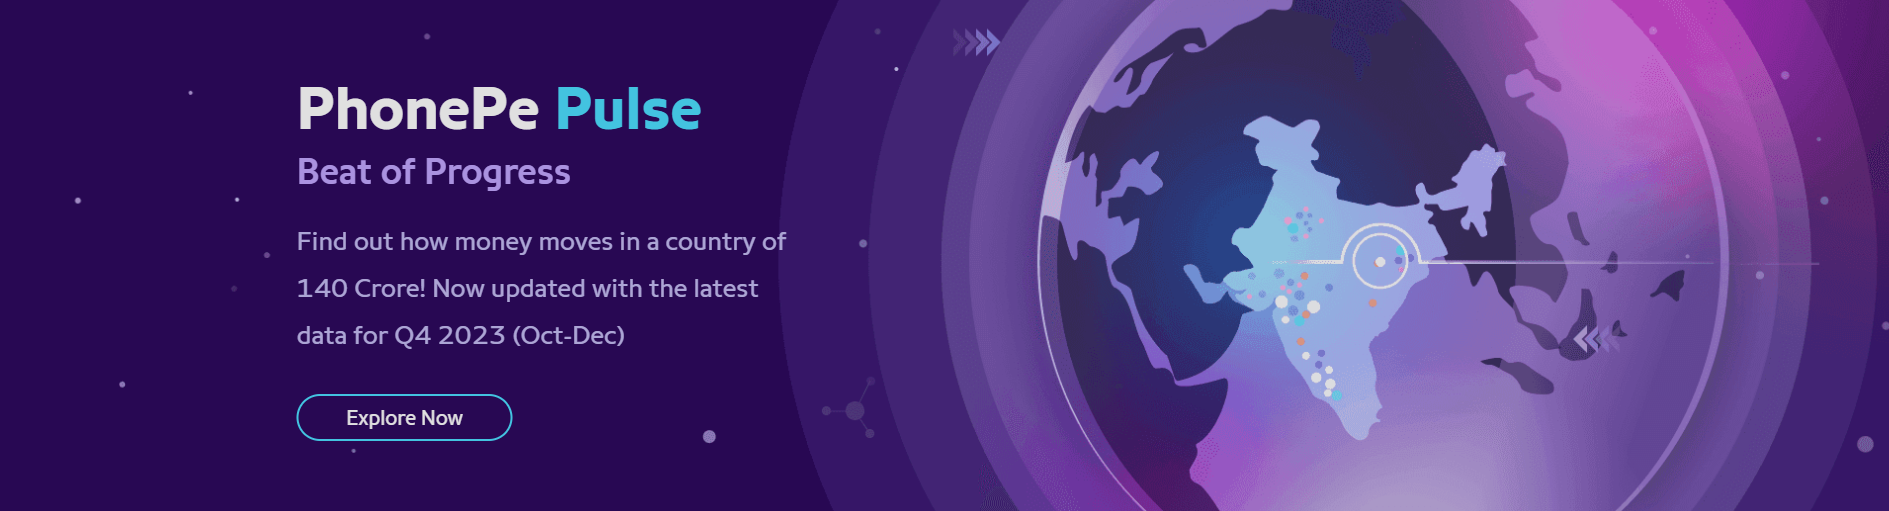 PhonePe Pulse
Beat of Progress
Find out how money moves in a country of
140 Crore! Now updated with the latest
data for Q4 2023 (Oct-Dec)
Explore Now